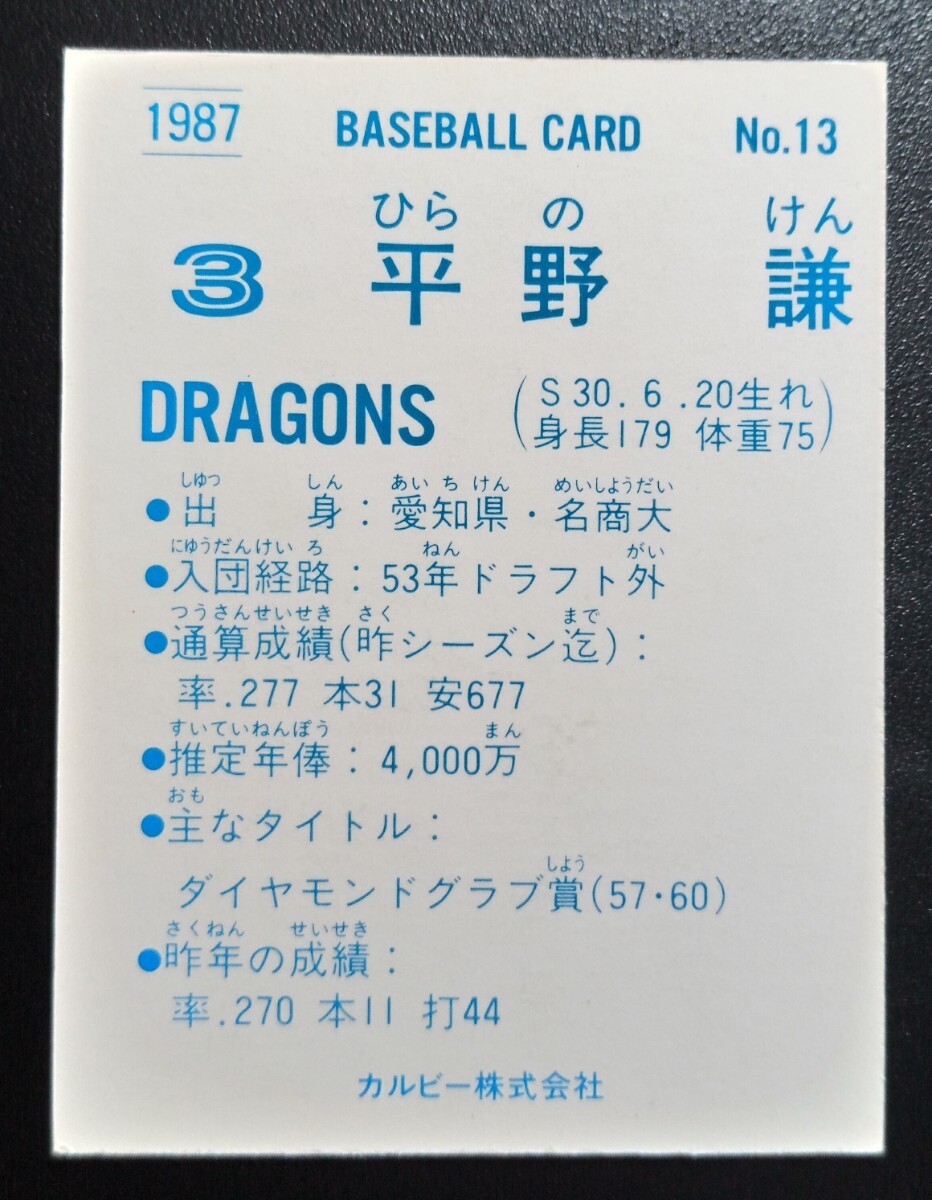 1987 BASEBALL CARD No.13
ひら の けん
3 平野 謙
DRAGONS
(S30.6.20生れ
身長179 体重75)
しゆつ しん あいちけん めいしようだい
●出 身:愛知県・名商大
にゆうだんけいろ ねん がい
●入団経路:53年ドラフト外
つうさんせいせき さく まで
●通算成績(昨シーズン迄):
率.277 本31 安677
すいていねんぽう まん
●推定年俸:4,000万
おも
●主なタイトル:
しよう
ダイヤモンドグラブ賞(57・60)
さくねん せいせき
●昨年の成績:
率.270 本11 打44
カルビー株式会社